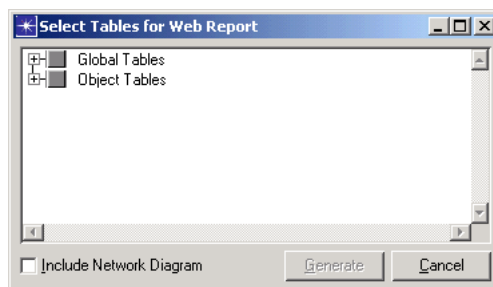 Select Tables for Web Report
Global Tables
Object Tables
Include Network Diagram
Generate
Cancel